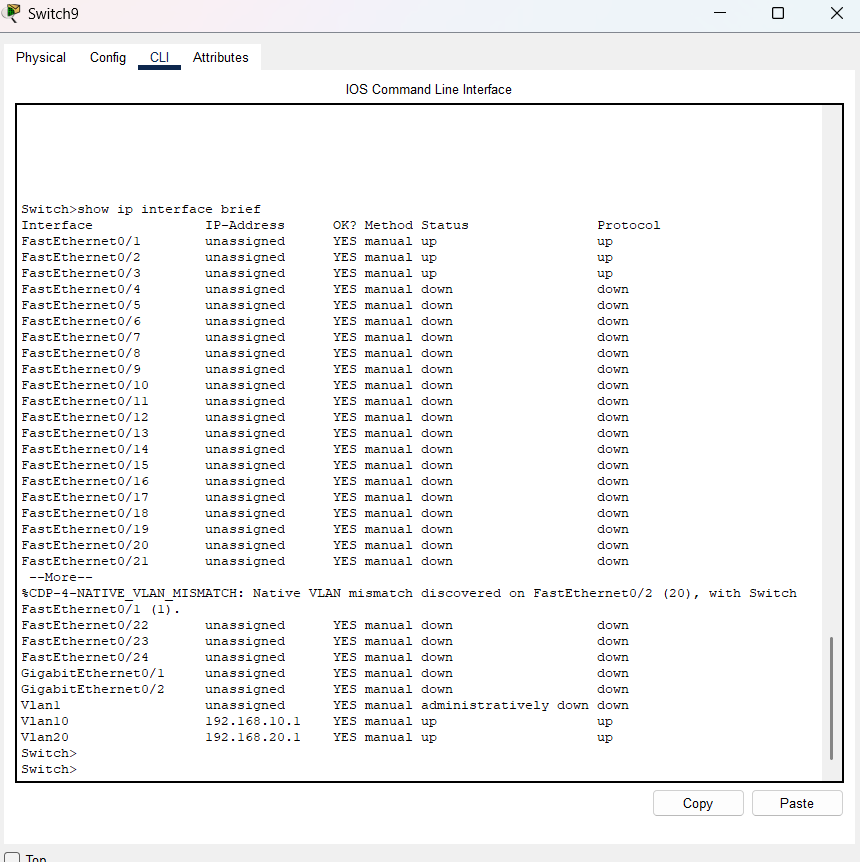 Switch9
Physical Config CLI Attributes
IOS Command Line Interface
Switch>show ip interface brief
Interface IP-Address OK? Method Status Protocol
FastEthernet0/1 unassigned YES manual up up
FastEthernet0/2 unassigned YES manual up up
FastEthernet0/3 unassigned YES manual up up
FastEthernet0/4 unassigned YES manual down down
FastEthernet0/5 unassigned YES manual down down
FastEthernet0/6 unassigned YES manual down down
FastEthernet0/7 unassigned YES manual down down
FastEthernet0/8 unassigned YES manual down down
FastEthernet0/9 unassigned YES manual down down
FastEthernet0/10 unassigned YES manual down down
FastEthernet0/11 unassigned YES manual down down
FastEthernet0/12 unassigned YES manual down down
FastEthernet0/13 unassigned YES manual down down
FastEthernet0/14 unassigned YES manual down down
FastEthernet0/15 unassigned YES manual down down
FastEthernet0/16 unassigned YES manual down down
FastEthernet0/17 unassigned YES manual down down
FastEthernet0/18 unassigned YES manual down down
FastEthernet0/19 unassigned YES manual down down
FastEthernet0/20 unassigned YES manual down down
FastEthernet0/21 unassigned YES manual down down
--More--
%CDP-4-NATIVE_VLAN_MISMATCH: Native VLAN mismatch discovered on FastEthernet0/2 (20), with Switch
FastEthernet0/1 (1).
FastEthernet0/22 unassigned YES manual down down
FastEthernet0/23 unassigned YES manual down down
FastEthernet0/24 unassigned YES manual down down
GigabitEthernet0/1 unassigned YES manual down down
GigabitEthernet0/2 unassigned YES manual down down
Vlan1 unassigned YES manual administratively down down
Vlan10 192.168.10.1 YES manual up up
Vlan20 192.168.20.1 YES manual up up
Switch>
Switch>
Copy Paste
Top